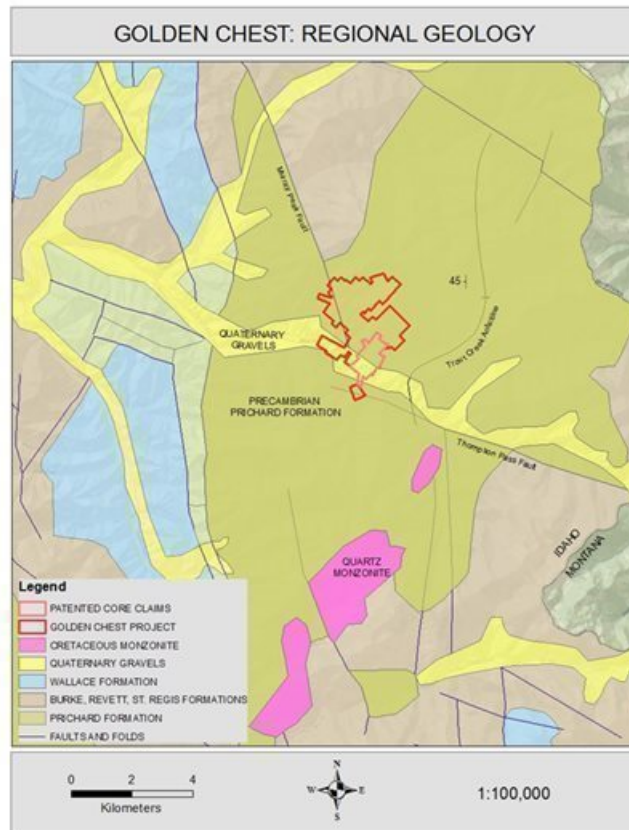 GOLDEN CHEST: REGIONAL GEOLOGY
Murray Peak Fault
45
Trout Creek Anticline
QUATERNARY
GRAVELS
PRECAMBRIAN
PRICHARD FORMATION
Thompton Pass Fault
QUARTZ
MONZONITE
IDAHO
MONTANA
Legend
PATENTED CORE CLAIMS
GOLDEN CHEST PROJECT
CRETACEOUS MONZONITE
QUATERNARY GRAVELS
WALLACE FORMATION
BURKE, REVETT, ST. REGIS FORMATIONS
PRICHARD FORMATION
FAULTS AND FOLDS
0 2 4
Kilometers
N
W E
S
1:100,000